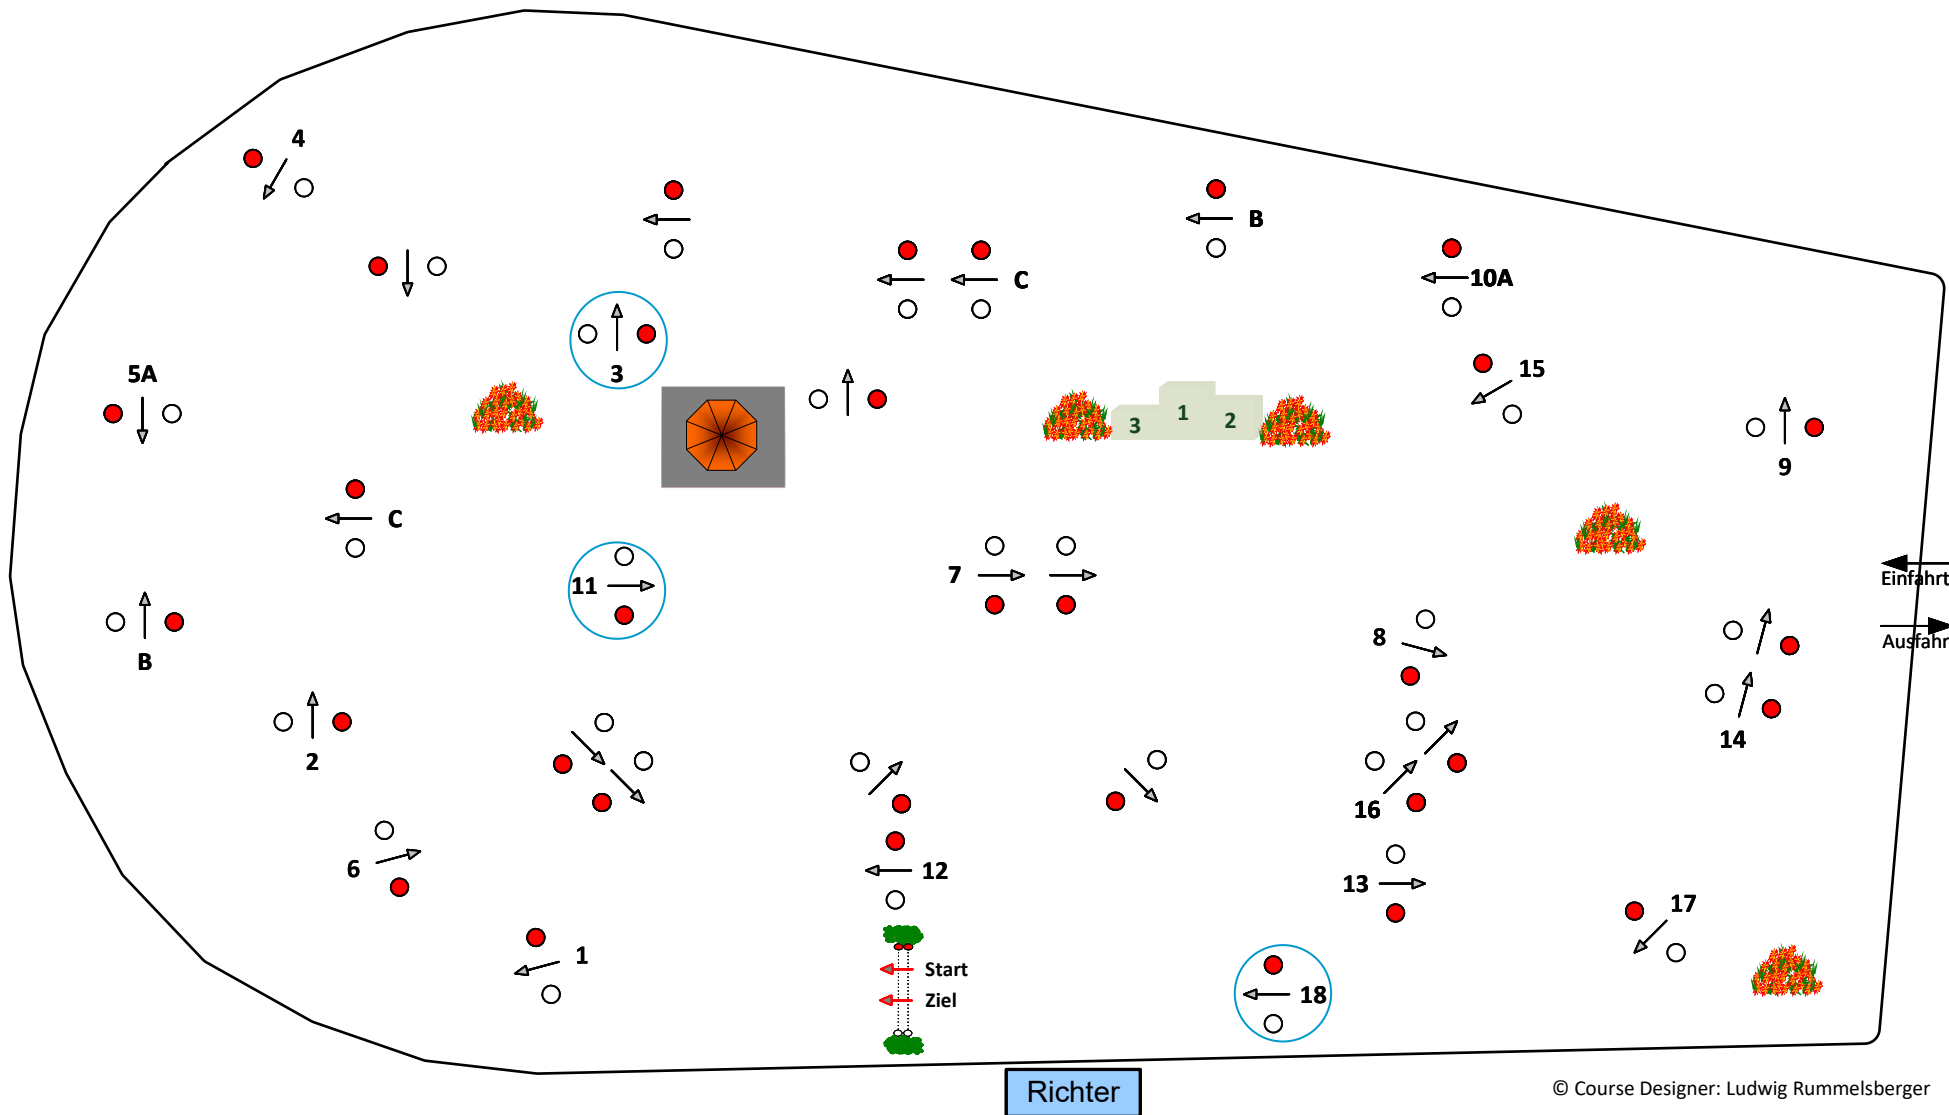 4
B
10A
C
3
5A
15
3
1
2
9
C
11
7
8
Einfahrt
Ausfahr
B
2
14
16
6
12
13
17
1
Start
Ziel
18
Richter
© Course Designer: Ludwig Rummelsberger